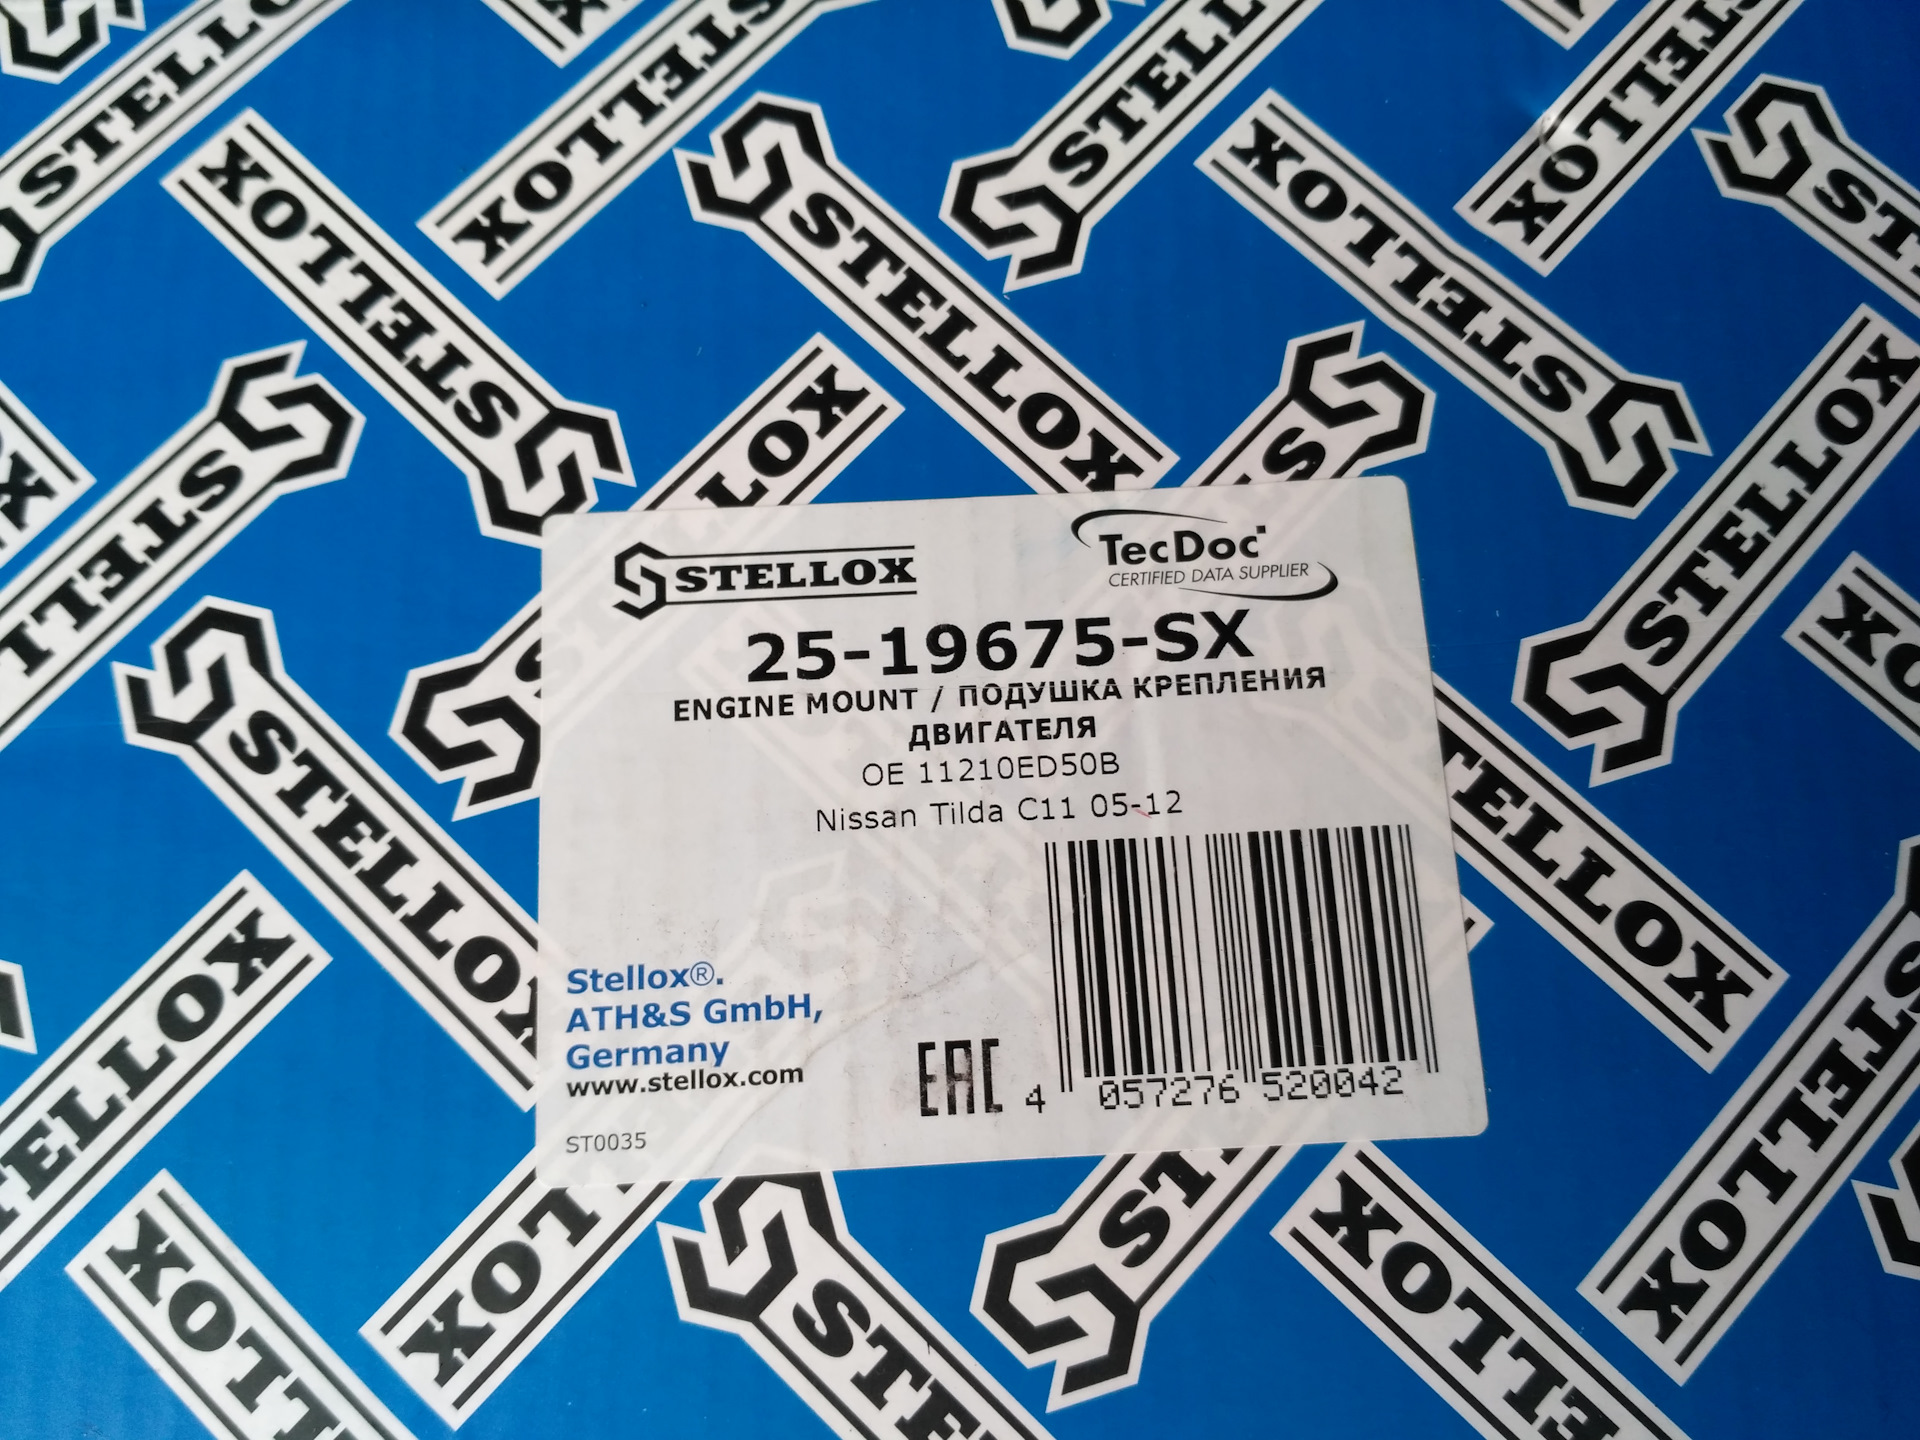 STELLOX
TecDoc
CERTIFIED DATA SUPPLIER
25-19675-SX
ENGINE MOUNT / ПОДУШКА КРЕПЛЕНИЯ
ДВИГАТЕЛЯ
OE 11210ED50B
Nissan Tilda C11 05-12
Stellox®.
ATH&S GmbH,
Germany
www.stellox.com
EAC
4 057276 520042
ST0035